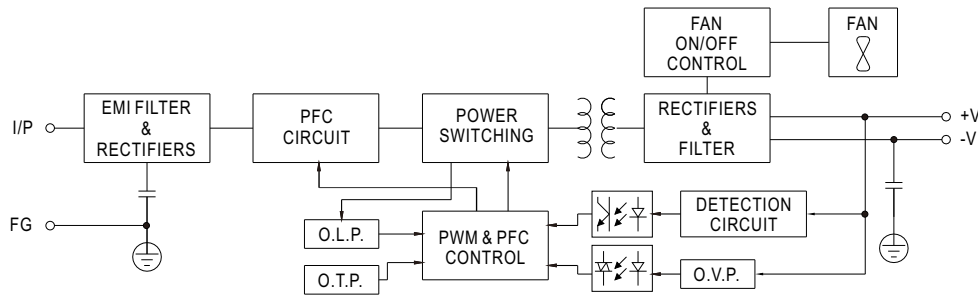 FAN
ON/OFF
CONTROL
FAN
I/P
EMI FILTER
&
RECTIFIERS
PFC
CIRCUIT
POWER
SWITCHING
RECTIFIERS
&
FILTER
+V
-V
FG
O.L.P.
O.T.P.
PWM & PFC
CONTROL
DETECTION
CIRCUIT
O.V.P.